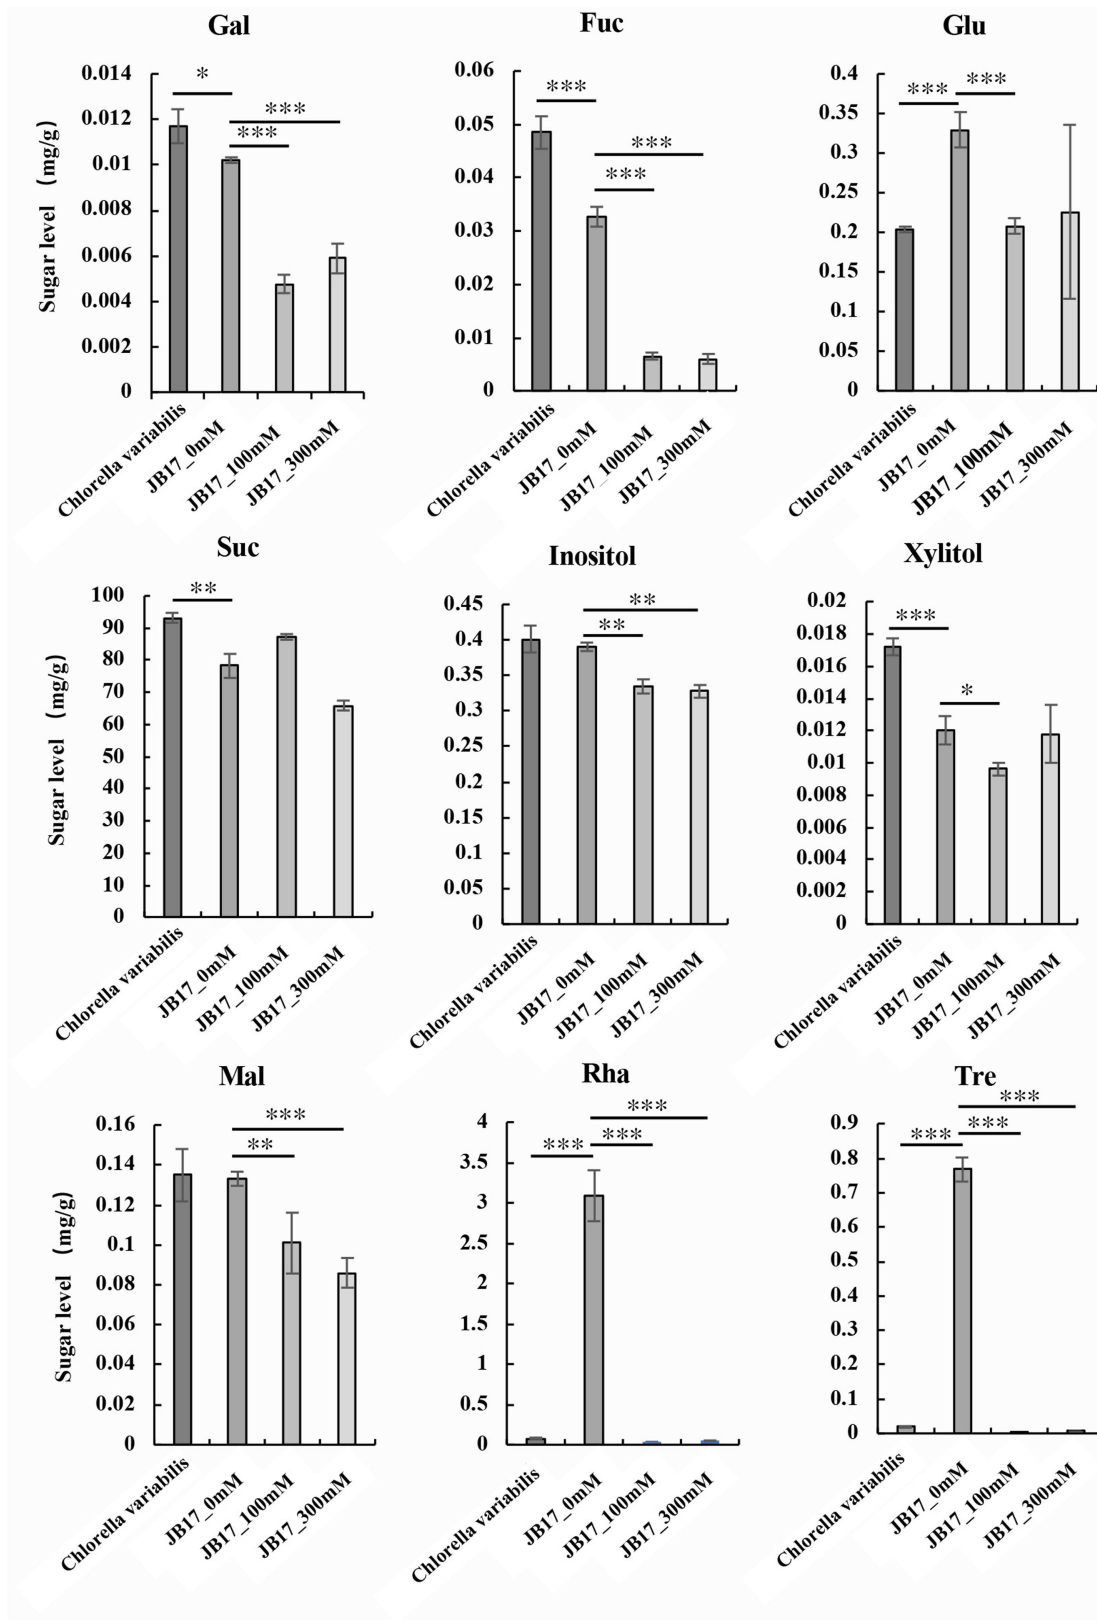 Gal
Sugar level (mg/g)
0.014
0.012
0.01
0.008
0.006
0.004
0.002
0
*
***
***
Chlorella variabilis
JB17_0mM
JB17_100mM
JB17_300mM
Fuc
0.06
0.05
0.04
0.03
0.02
0.01
0
***
***
***
Chlorella variabilis
JB17_0mM
JB17_100mM
JB17_300mM
Glu
0.4
0.35
0.3
0.25
0.2
0.15
0.1
0.05
0
***
***
Chlorella variabilis
JB17_0mM
JB17_100mM
JB17_300mM
Suc
Sugar level (mg/g)
100
90
80
70
60
50
40
30
20
10
0
**
Chlorella variabilis
JB17_0mM
JB17_100mM
JB17_300mM
Inositol
0.45
0.4
0.35
0.3
0.25
0.2
0.15
0.1
0.05
0
**
**
Chlorella variabilis
JB17_0mM
JB17_100mM
JB17_300mM
Xylitol
0.02
0.018
0.016
0.014
0.012
0.01
0.008
0.006
0.004
0.002
0
***
*
Chlorella variabilis
JB17_0mM
JB17_100mM
JB17_300mM
Mal
Sugar level (mg/g)
0.16
0.14
0.12
0.1
0.08
0.06
0.04
0.02
0
***
**
Chlorella variabilis
JB17_0mM
JB17_100mM
JB17_300mM
Rha
4
3.5
3
2.5
2
1.5
1
0.5
0
***
***
***
Chlorella variabilis
JB17_0mM
JB17_100mM
JB17_300mM
Tre
0.9
0.8
0.7
0.6
0.5
0.4
0.3
0.2
0.1
0
***
***
***
Chlorella variabilis
JB17_0mM
JB17_100mM
JB17_300mM